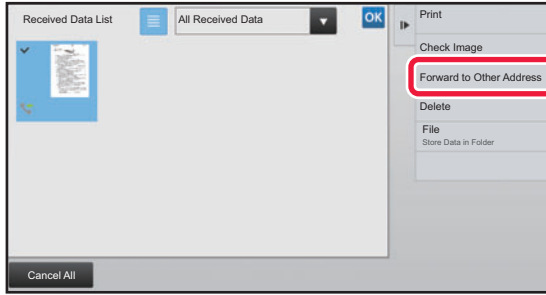 Received Data List
All Received Data
OK
Print
Check Image
Forward to Other Address
Delete
File
Store Data in Folder
Cancel All